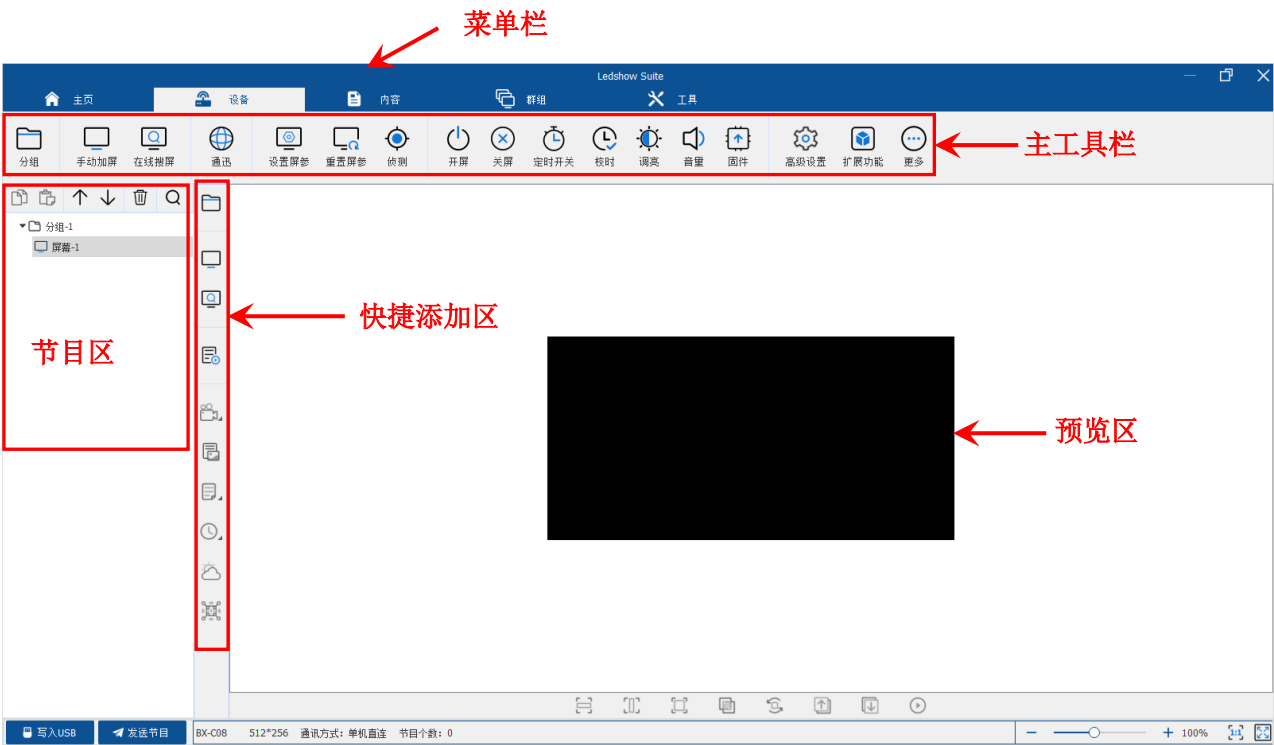 菜单栏
Ledshow Suite
主页 设备 内容 群组 工具
分组 手动加屏 在线搜屏 通迅 设置屏参 重置屏参 侦测 开屏 关屏 定时开关 校时 调亮 音量 固件 高级设置 扩展功能 更多
主工具栏
分组-1
屏幕-1
快捷添加区
节目区
预览区
写入USB 发送节目 BX-C08 512*256 通讯方式: 单机直连 节目个数: 0 100% 1:1